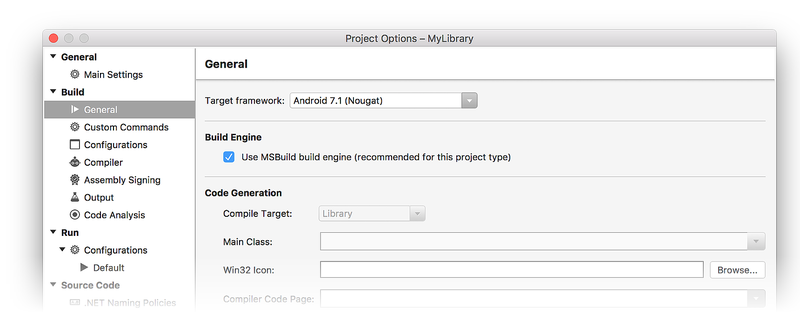 Project Options – MyLibrary
General
Main Settings
Build
General
Custom Commands
Configurations
Compiler
Assembly Signing
Output
Code Analysis
Run
Configurations
Default
Source Code
.NET Naming Policies
General
Target framework: Android 7.1 (Nougat)
Build Engine
Use MSBuild build engine (recommended for this project type)
Code Generation
Compile Target: Library
Main Class:
Win32 Icon: Browse...
Compiler Code Page: